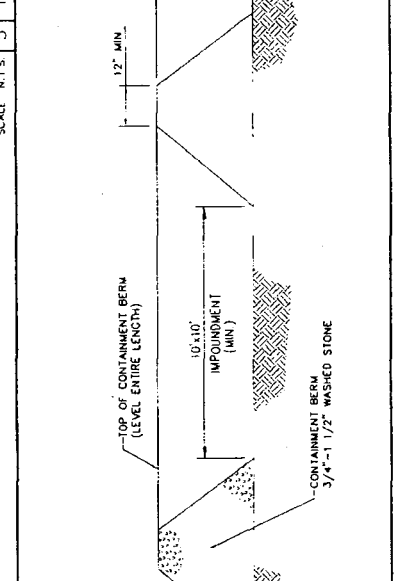 SCALE N.T.S.
12" MIN
TOP OF CONTAINMENT BERM
(LEVEL ENTIRE LENGTH)
10'x10'
IMPOUNDMENT
(MIN.)
CONTAINMENT BERM
3/4"-1 1/2" WASHED STONE